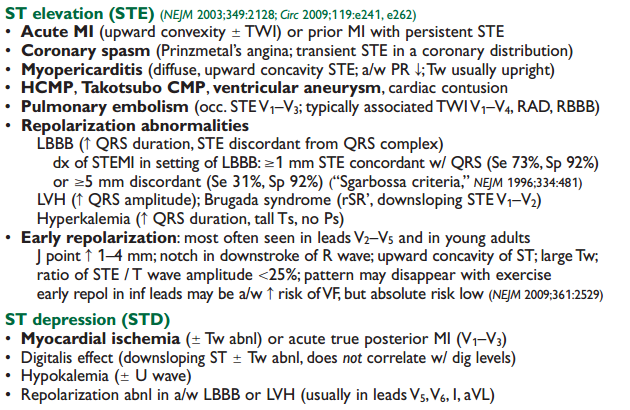 ST elevation (STE) (NEJM 2003;349:2128; Circ 2009;119:e241, e262)
• Acute MI (upward convexity ± TWI) or prior MI with persistent STE
• Coronary spasm (Prinzmetal's angina; transient STE in a coronary distribution)
• Myopericarditis (diffuse, upward concavity STE; a/w PR ↓; Tw usually upright)
• HCMP, Takotsubo CMP, ventricular aneurysm, cardiac contusion
• Pulmonary embolism (occ. STE V₁–V₃; typically associated TWI V₁–V₄, RAD, RBBB)
• Repolarization abnormalities
LBBB (↑ QRS duration, STE discordant from QRS complex)
dx of STEMI in setting of LBBB: ≥1 mm STE concordant w/ QRS (Se 73%, Sp 92%)
or ≥5 mm discordant (Se 31%, Sp 92%) ("Sgarbossa criteria," NEJM 1996;334:481)
LVH (↑ QRS amplitude); Brugada syndrome (rSR′, downsloping STE V₁–V₂)
Hyperkalemia (↑ QRS duration, tall Ts, no Ps)
• Early repolarization: most often seen in leads V₂–V₅ and in young adults
J point ↑ 1–4 mm; notch in downstroke of R wave; upward concavity of ST; large Tw;
ratio of STE / T wave amplitude <25%; pattern may disappear with exercise
early repol in inf leads may be a/w ↑ risk of VF, but absolute risk low (NEJM 2009;361:2529)
ST depression (STD)
• Myocardial ischemia (± Tw abnl) or acute true posterior MI (V₁–V₃)
• Digitalis effect (downsloping ST ± Tw abnl, does not correlate w/ dig levels)
• Hypokalemia (± U wave)
• Repolarization abnl in a/w LBBB or LVH (usually in leads V₅, V₆, I, aVL)